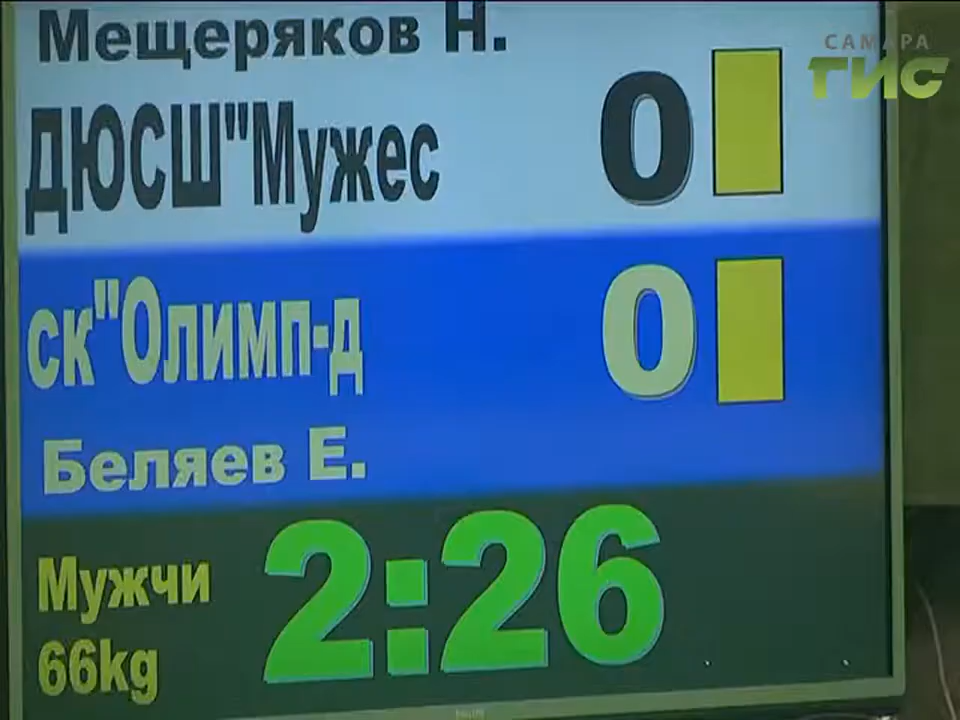 Мещеряков Н.
САМАРА
ГИС
ДЮСШ"Мужес
0
ск"Олимп-д
0
Беляев Е.
Мужчи
2:26
66kg